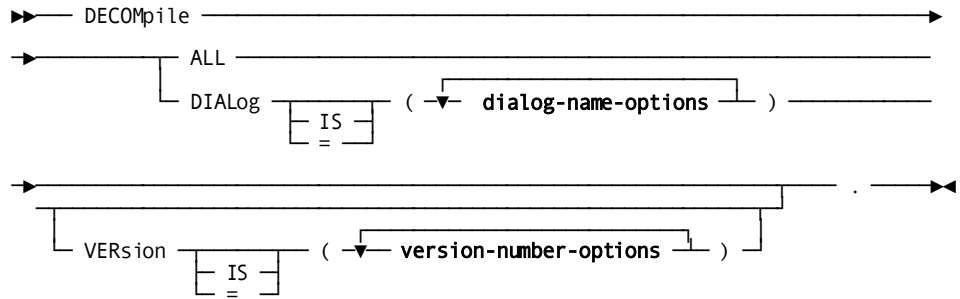 DECOMpile
ALL
DIALog ( dialog-name-options )
IS
=
.
VERsion ( version-number-options )
IS
=